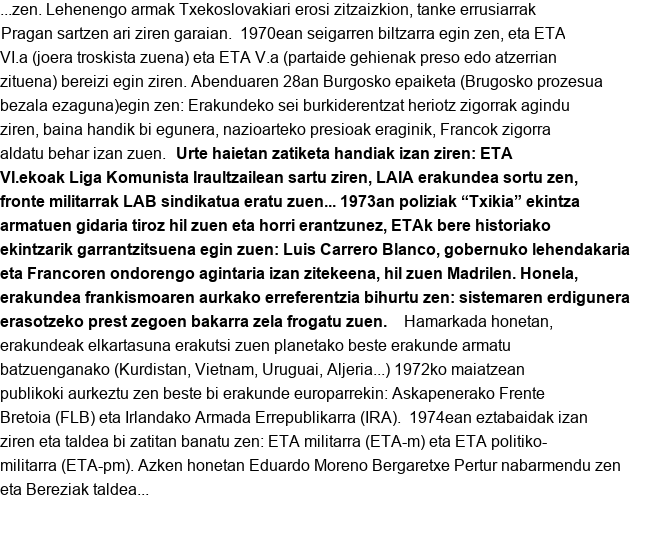 ...zen. Lehenengo armak Txekoslovakiari erosi zitzaizkion, tanke errusiarrak
Pragan sartzen ari ziren garaian.  1970ean seigarren biltzarra egin zen, eta ETA
VI.a (joera troskista zuena) eta ETA V.a (partaide gehienak preso edo atzerrian
zituena) bereizi egin ziren. Abenduaren 28an Burgosko epaiketa (Brugosko prozesua
bezala ezaguna)egin zen: Erakundeko sei burkiderentzat heriotz zigorrak agindu
ziren, baina handik bi egunera, nazioarteko presioak eraginik, Francok zigorra
aldatu behar izan zuen.  Urte haietan zatiketa handiak izan ziren: ETA
VI.ekoak Liga Komunista Iraultzailean sartu ziren, LAIA erakundea sortu zen,
fronte militarrak LAB sindikatua eratu zuen... 1973an poliziak “Txikia” ekintza
armatuen gidaria tiroz hil zuen eta horri erantzunez, ETAk bere historiako
ekintzarik garrantzitsuena egin zuen: Luis Carrero Blanco, gobernuko lehendakaria
eta Francoren ondorengo agintaria izan zitekeena, hil zuen Madrilen. Honela,
erakundea frankismoaren aurkako erreferentzia bihurtu zen: sistemaren erdigunera
erasotzeko prest zegoen bakarra zela frogatu zuen.    Hamarkada honetan,
erakundeak elkartasuna erakutsi zuen planetako beste erakunde armatu
batzuenganako (Kurdistan, Vietnam, Uruguai, Aljeria...) 1972ko maiatzean
publikoki aurkeztu zen beste bi erakunde europarrekin: Askapenerako Frente
Bretoia (FLB) eta Irlandako Armada Errepublikarra (IRA).  1974ean eztabaidak izan
ziren eta taldea bi zatitan banatu zen: ETA militarra (ETA-m) eta ETA politiko-
militarra (ETA-pm). Azken honetan Eduardo Moreno Bergaretxe Pertur nabarmendu zen
eta Bereziak taldea...